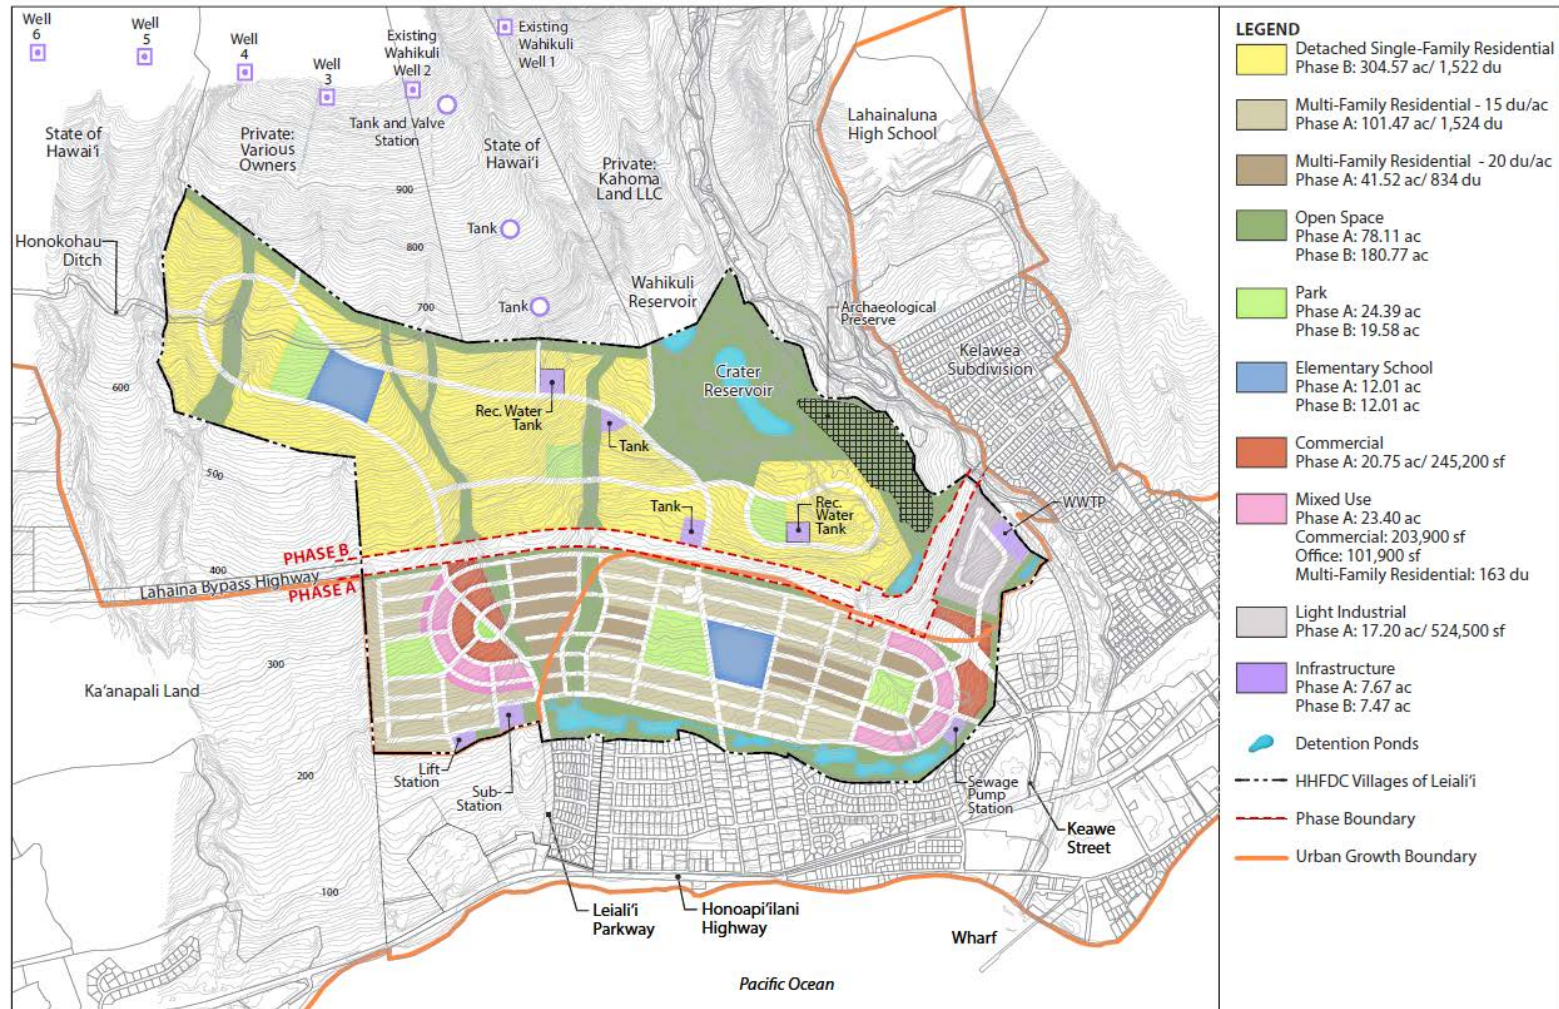 Well
6
Well
5
Well
4
Well
3
Existing
Wahikuli
Well 2
Existing
Wahikuli
Well 1
Tank and Valve
Station
State of
Hawai‘i
Private:
Various
Owners
State of
Hawai‘i
Private:
Kahoma
Land LLC
Lahainaluna
High School
900
800
700
600
500
400
300
200
100
Honokohau
Ditch
Tank
Tank
Wahikuli
Reservoir
Archaeological
Preserve
Crater
Reservoir
Kelawea
Subdivision
Rec. Water
Tank
Tank
Tank
Rec.
Water
Tank
WWTP
PHASE B
Lahaina Bypass Highway
PHASE A
Ka‘anapali Land
Lift
Station
Sub-
Station
Sewage
Pump
Station
Keawe
Street
Leiali‘i
Parkway
Honoapi‘ilani
Highway
Wharf
Pacific Ocean
LEGEND
Detached Single-Family Residential
Phase B: 304.57 ac/ 1,522 du
Multi-Family Residential - 15 du/ac
Phase A: 101.47 ac/ 1,524 du
Multi-Family Residential - 20 du/ac
Phase A: 41.52 ac/ 834 du
Open Space
Phase A: 78.11 ac
Phase B: 180.77 ac
Park
Phase A: 24.39 ac
Phase B: 19.58 ac
Elementary School
Phase A: 12.01 ac
Phase B: 12.01 ac
Commercial
Phase A: 20.75 ac/ 245,200 sf
Mixed Use
Phase A: 23.40 ac
Commercial: 203,900 sf
Office: 101,900 sf
Multi-Family Residential: 163 du
Light Industrial
Phase A: 17.20 ac/ 524,500 sf
Infrastructure
Phase A: 7.67 ac
Phase B: 7.47 ac
Detention Ponds
HHFDC Villages of Leiali‘i
Phase Boundary
Urban Growth Boundary